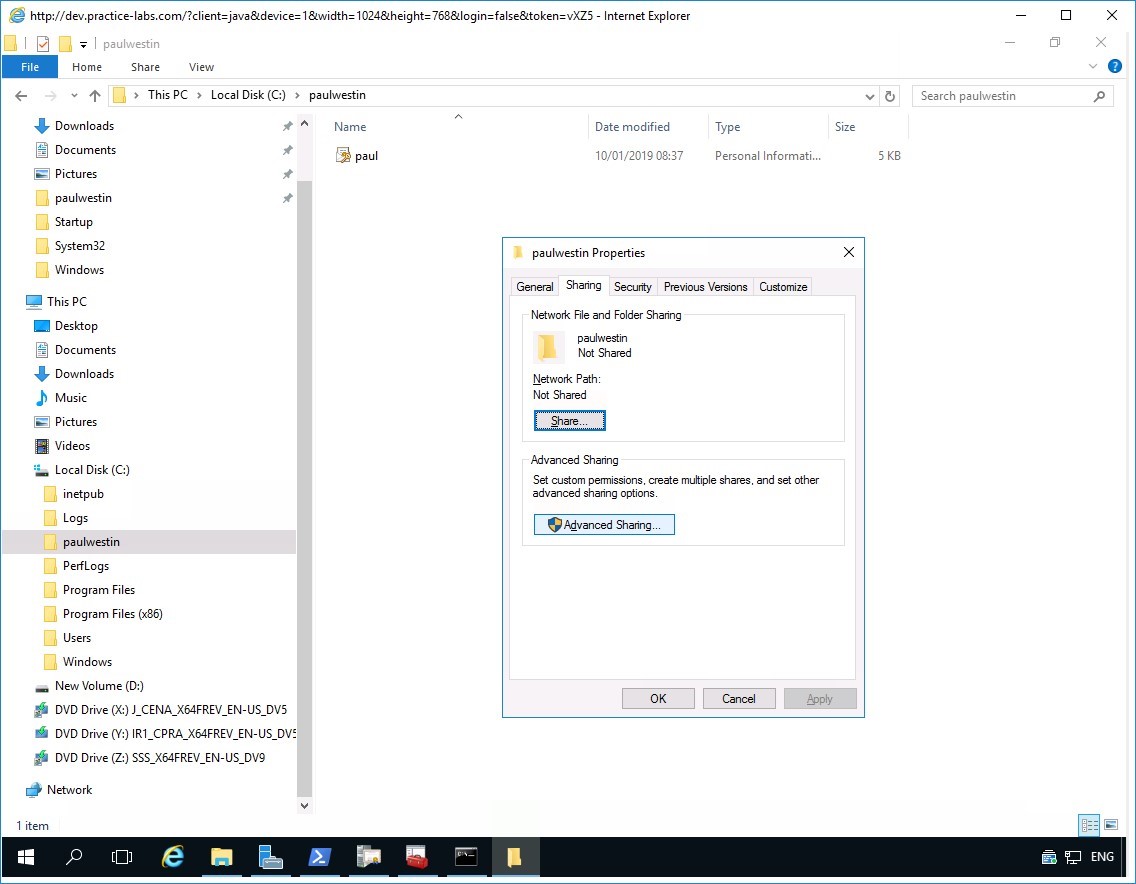 http://dev.practice-labs.com/?client=java&device=1&width=1024&height=768&login=false&token=vXZ5 - Internet Explorer
paulwestin
File Home Share View
This PC Local Disk (C:) paulwestin Search paulwestin
Name Date modified Type Size
paul 10/01/2019 08:37 Personal Informati... 5 KB
Downloads
Documents
Pictures
paulwestin
Startup
System32
Windows
This PC
Desktop
Documents
Downloads
Music
Pictures
Videos
Local Disk (C:)
inetpub
Logs
paulwestin
PerfLogs
Program Files
Program Files (x86)
Users
Windows
New Volume (D:)
DVD Drive (X:) J_CENA_X64FREV_EN-US_DV5
DVD Drive (Y:) IR1_CPRA_X64FREV_EN-US_DV5
DVD Drive (Z:) SSS_X64FREV_EN-US_DV9
Network
paulwestin Properties
General Sharing Security Previous Versions Customize
Network File and Folder Sharing
paulwestin
Not Shared
Network Path:
Not Shared
Share...
Advanced Sharing
Set custom permissions, create multiple shares, and set other
advanced sharing options.
Advanced Sharing...
OK Cancel Apply
1 item
ENG